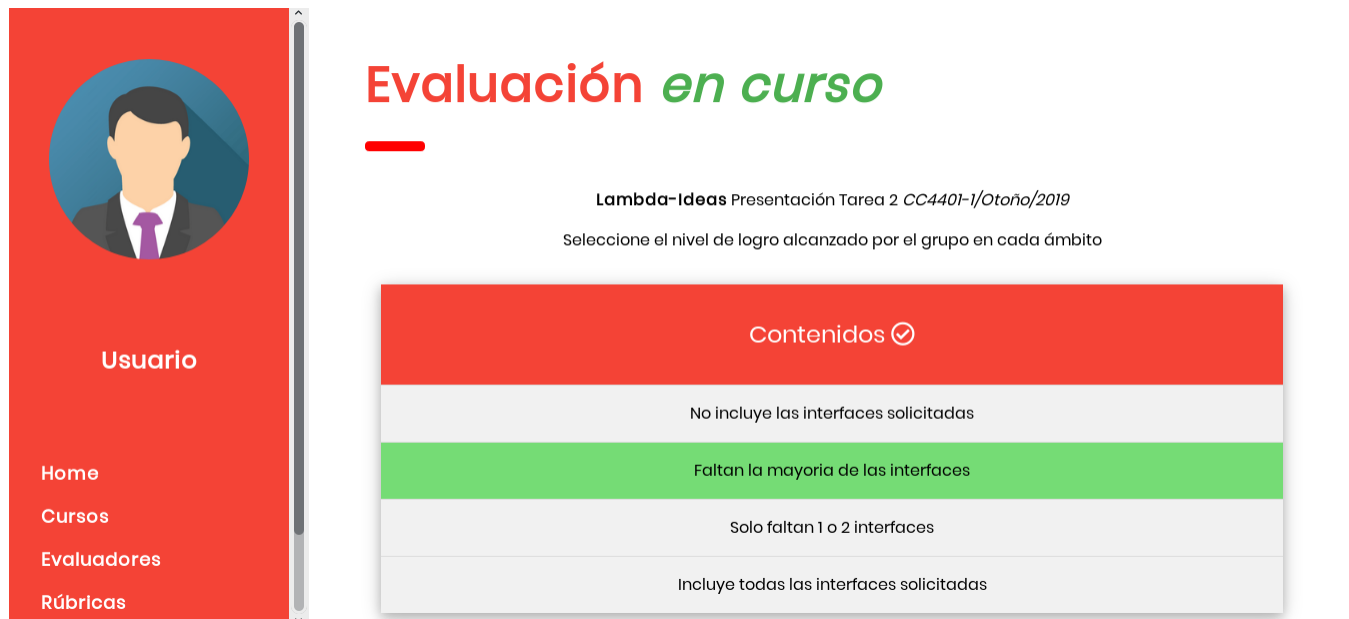 Usuario
Home
Cursos
Evaluadores
Rúbricas
Evaluación en curso
Lambda-Ideas Presentación Tarea 2 CC4401-1/Otoño/2019
Seleccione el nivel de logro alcanzado por el grupo en cada ámbito
Contenidos
No incluye las interfaces solicitadas
Faltan la mayoria de las interfaces
Solo faltan 1 o 2 interfaces
Incluye todas las interfaces solicitadas